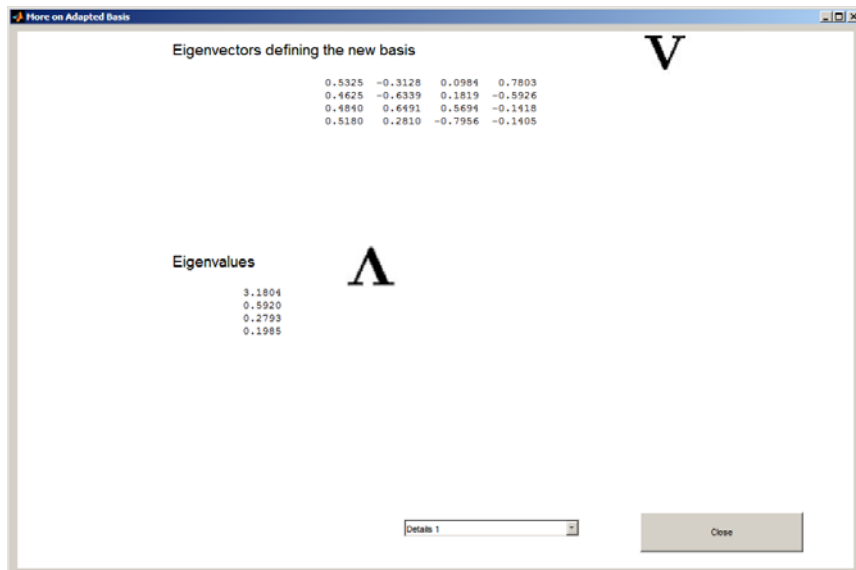 More on Adapted Basis
Eigenvectors defining the new basis
V
0.5325 -0.3128 0.0984 0.7803
0.4625 -0.6339 0.1819 -0.5926
0.4840 0.6491 0.5694 -0.1418
0.5180 0.2810 -0.7956 -0.1405
Eigenvalues
Λ
3.1804
0.5920
0.2793
0.1985
Details 1
Close